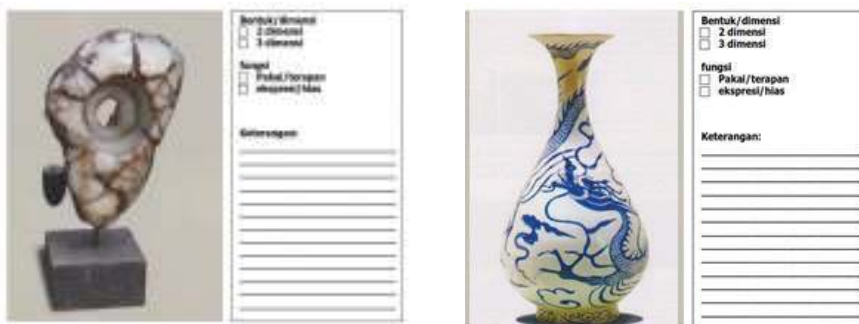 Bentuk/dimensi
2 dimensi
3 dimensi
fungsi
Pakai/terapan
ekspresi/hias
Keterangan:
Bentuk/dimensi
2 dimensi
3 dimensi
fungsi
Pakai/terapan
ekspresi/hias
Keterangan: